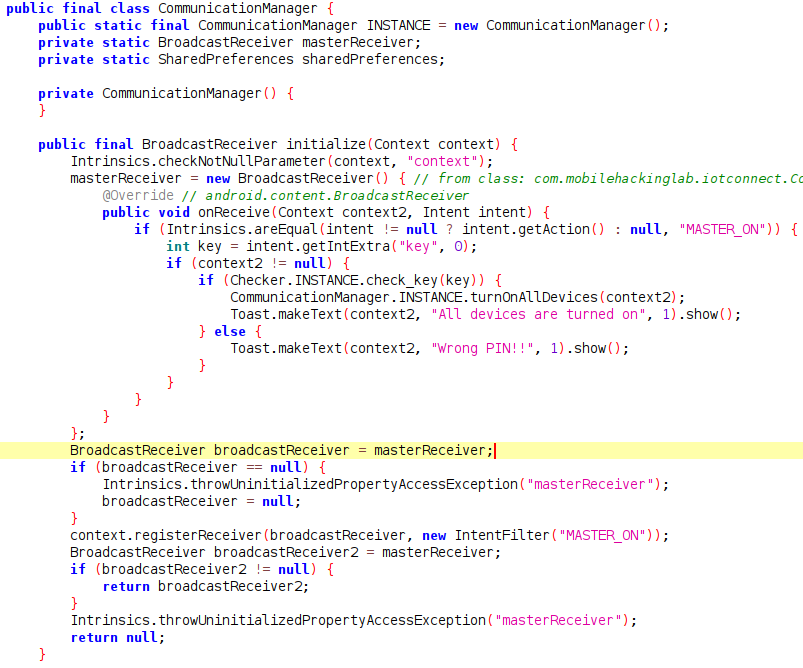 public final class CommunicationManager {
public static final CommunicationManager INSTANCE = new CommunicationManager();
private static BroadcastReceiver masterReceiver;
private static SharedPreferences sharedPreferences;
private CommunicationManager() {
}
public final BroadcastReceiver initialize(Context context) {
Intrinsics.checkNotNullParameter(context, "context");
masterReceiver = new BroadcastReceiver() { // from class: com.mobilehackinglab.iotconnect.Co
@Override // android.content.BroadcastReceiver
public void onReceive(Context context2, Intent intent) {
if (Intrinsics.areEqual(intent != null ? intent.getAction() : null, "MASTER_ON")) {
int key = intent.getIntExtra("key", 0);
if (context2 != null) {
if (Checker.INSTANCE.check_key(key)) {
CommunicationManager.INSTANCE.turnOnAllDevices(context2);
Toast.makeText(context2, "All devices are turned on", 1).show();
} else {
Toast.makeText(context2, "Wrong PIN!!", 1).show();
}
}
}
}
};
BroadcastReceiver broadcastReceiver = masterReceiver;
if (broadcastReceiver == null) {
Intrinsics.throwUninitializedPropertyAccessException("masterReceiver");
broadcastReceiver = null;
}
context.registerReceiver(broadcastReceiver, new IntentFilter("MASTER_ON"));
BroadcastReceiver broadcastReceiver2 = masterReceiver;
if (broadcastReceiver2 != null) {
return broadcastReceiver2;
}
Intrinsics.throwUninitializedPropertyAccessException("masterReceiver");
return null;
}